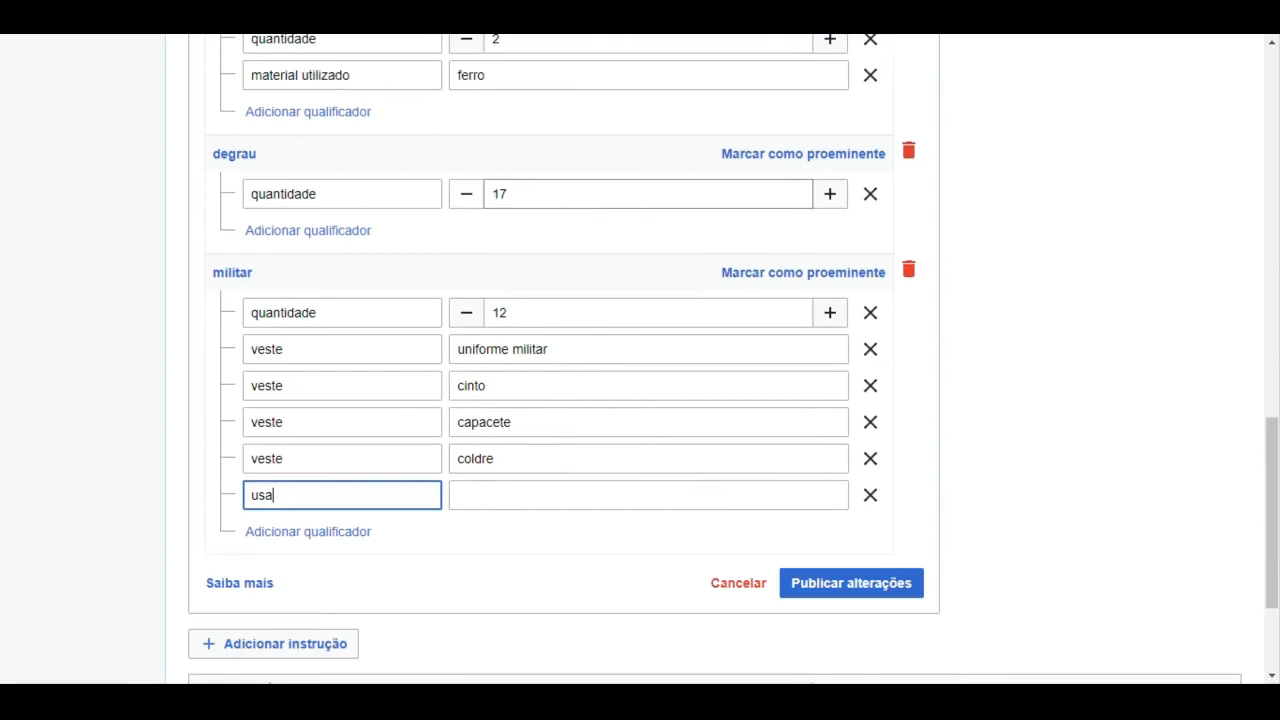 quantidade − 2 +
material utilizado ferro
Adicionar qualificador
degrau Marcar como proeminente
quantidade − 17 +
Adicionar qualificador
militar Marcar como proeminente
quantidade − 12 +
veste uniforme militar
veste cinto
veste capacete
veste coldre
usa
Adicionar qualificador
Saiba mais Cancelar Publicar alterações
+ Adicionar instrução